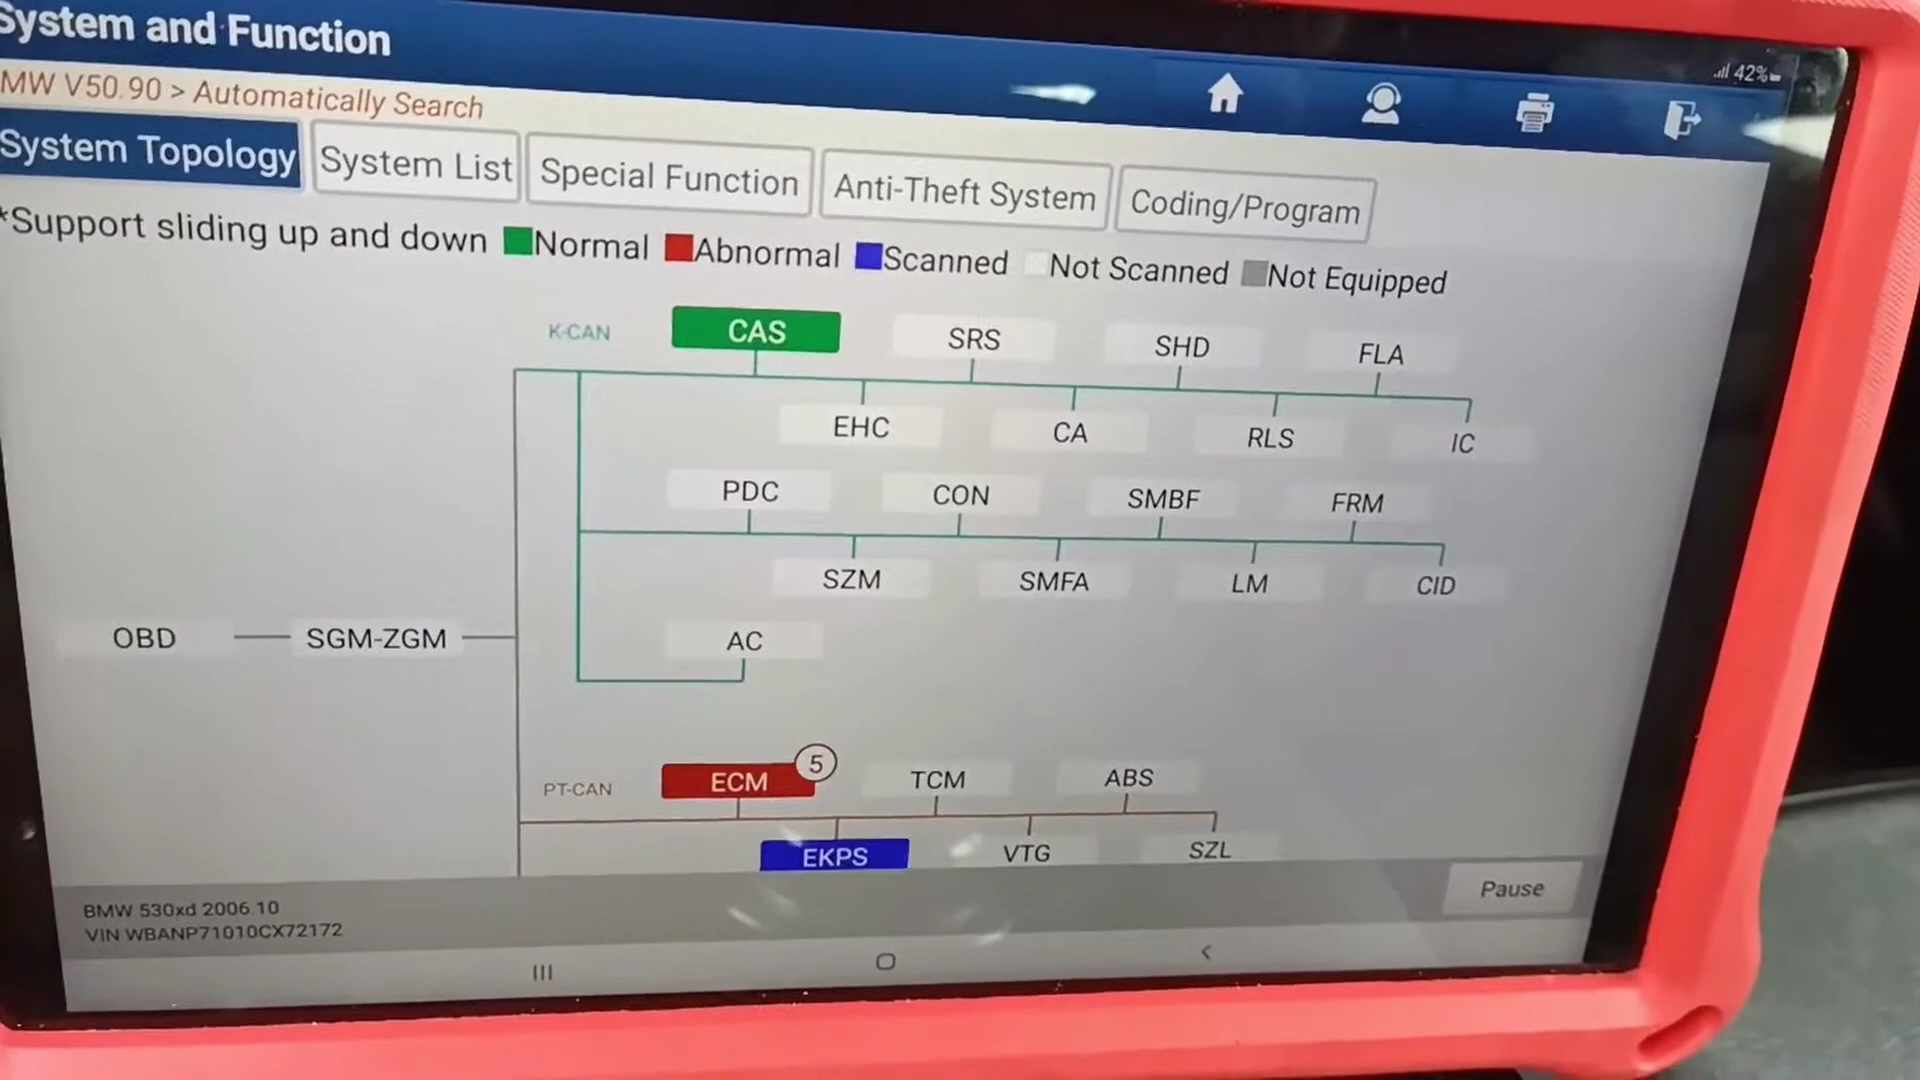 System and Function
42%
MW V50.90 > Automatically Search
System Topology
System List
Special Function
Anti-Theft System
Coding/Program
*Support sliding up and down
Normal
Abnormal
Scanned
Not Scanned
Not Equipped
K-CAN
CAS
SRS
SHD
FLA
EHC
CA
RLS
IC
PDC
CON
SMBF
FRM
SZM
SMFA
LM
CID
OBD
SGM-ZGM
AC
PT-CAN
ECM
5
TCM
ABS
EKPS
VTG
SZL
BMW 530xd 2006 10
VIN WBANP71010CX72172
Pause